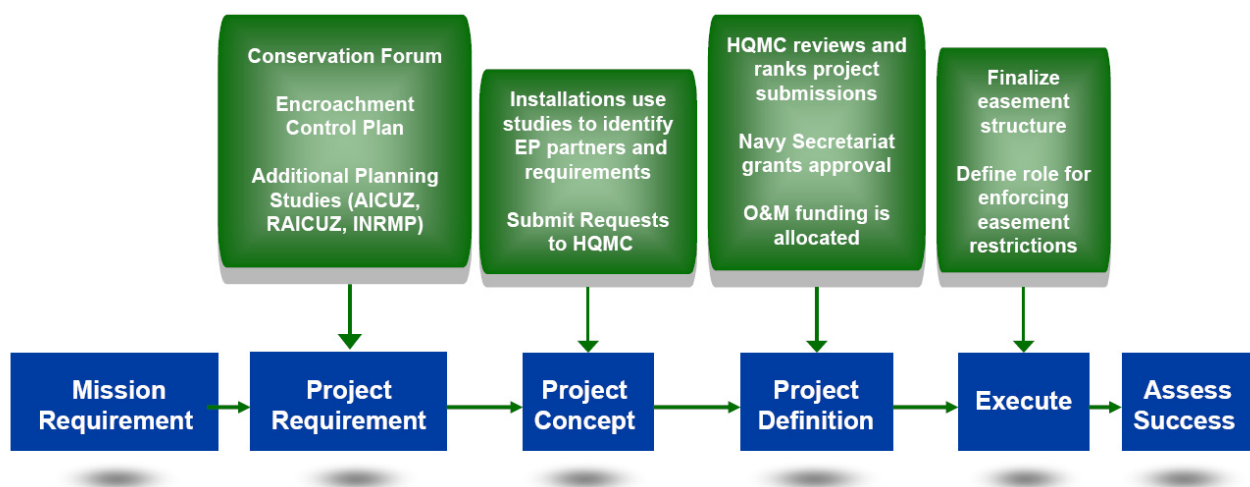 Conservation Forum
Encroachment
Control Plan
Additional Planning
Studies (AICUZ,
RAICUZ, INRMP)
Installations use
studies to identify
EP partners and
requirements
Submit Requests
to HQMC
HQMC reviews and
ranks project
submissions
Navy Secretariat
grants approval
O&M funding is
allocated
Finalize
easement
structure
Define role for
enforcing
easement
restrictions
Mission
Requirement
Project
Requirement
Project
Concept
Project
Definition
Execute
Assess
Success